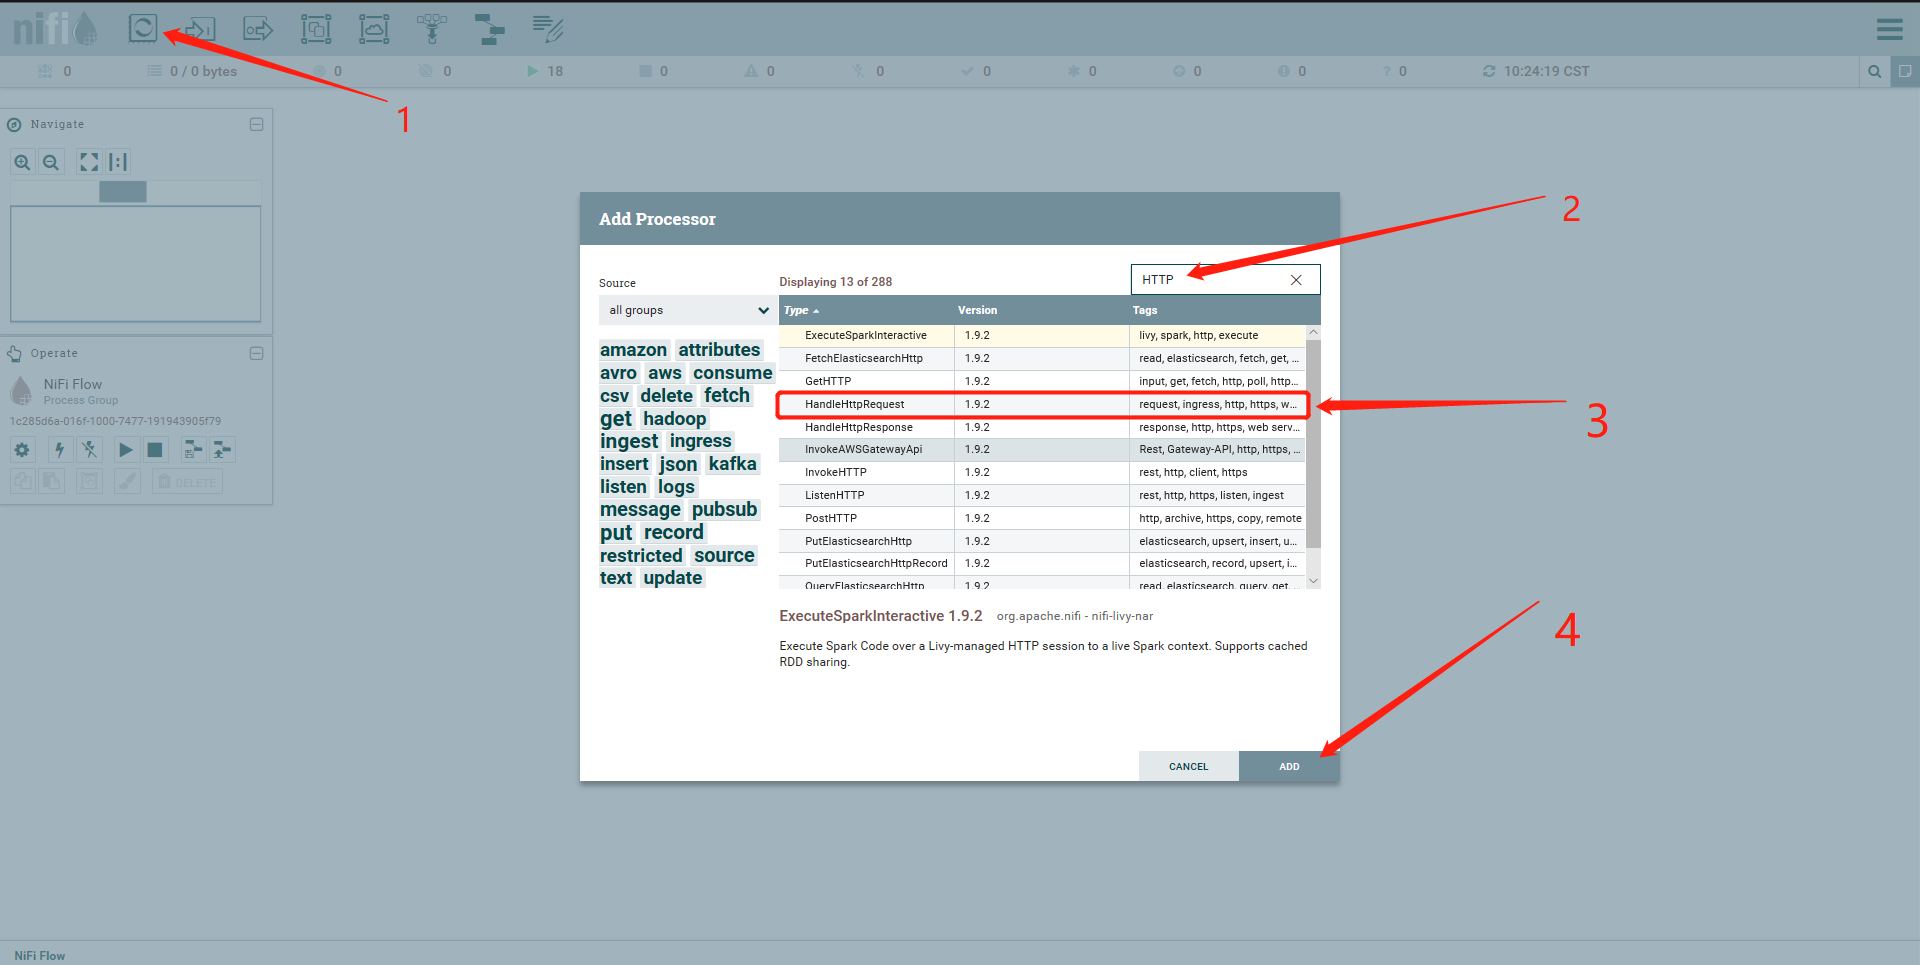 nifi
0
0 / 0 bytes
0
0
18
0
0
0
0
0
0
0
0
10:24:19 CST
1
Navigate
Operate
NiFi Flow
Process Group
1c285d6a-016f-1000-7477-191943905f79
DELETE
2
Add Processor
Source
Displaying 13 of 288
HTTP
all groups
Type Version Tags
amazon attributes
avro aws consume
csv delete fetch
get hadoop
ingest ingress
insert json kafka
listen logs
message pubsub
put record
restricted source
text update
ExecuteSparkInteractive 1.9.2 livy, spark, http, execute
FetchElasticsearchHttp 1.9.2 read, elasticsearch, fetch, get, ...
GetHTTP 1.9.2 input, get, fetch, http, poll, http...
HandleHttpRequest 1.9.2 request, ingress, http, https, w...
HandleHttpResponse 1.9.2 response, http, https, web serv...
InvokeAWSGatewayApi 1.9.2 Rest, Gateway-API, http, https, ...
InvokeHTTP 1.9.2 rest, http, client, https
ListenHTTP 1.9.2 rest, http, https, listen, ingest
PostHTTP 1.9.2 http, archive, https, copy, remote
PutElasticsearchHttp 1.9.2 elasticsearch, upsert, insert, u...
PutElasticsearchHttpRecord 1.9.2 elasticsearch, record, upsert, i...
QueryElasticsearchHttp 1.9.2 read, elasticsearch, query, get, ...
3
ExecuteSparkInteractive 1.9.2 org.apache.nifi - nifi-livy-nar
Execute Spark Code over a Livy-managed HTTP session to a live Spark context. Supports cached
RDD sharing.
4
CANCEL
ADD
NiFi Flow